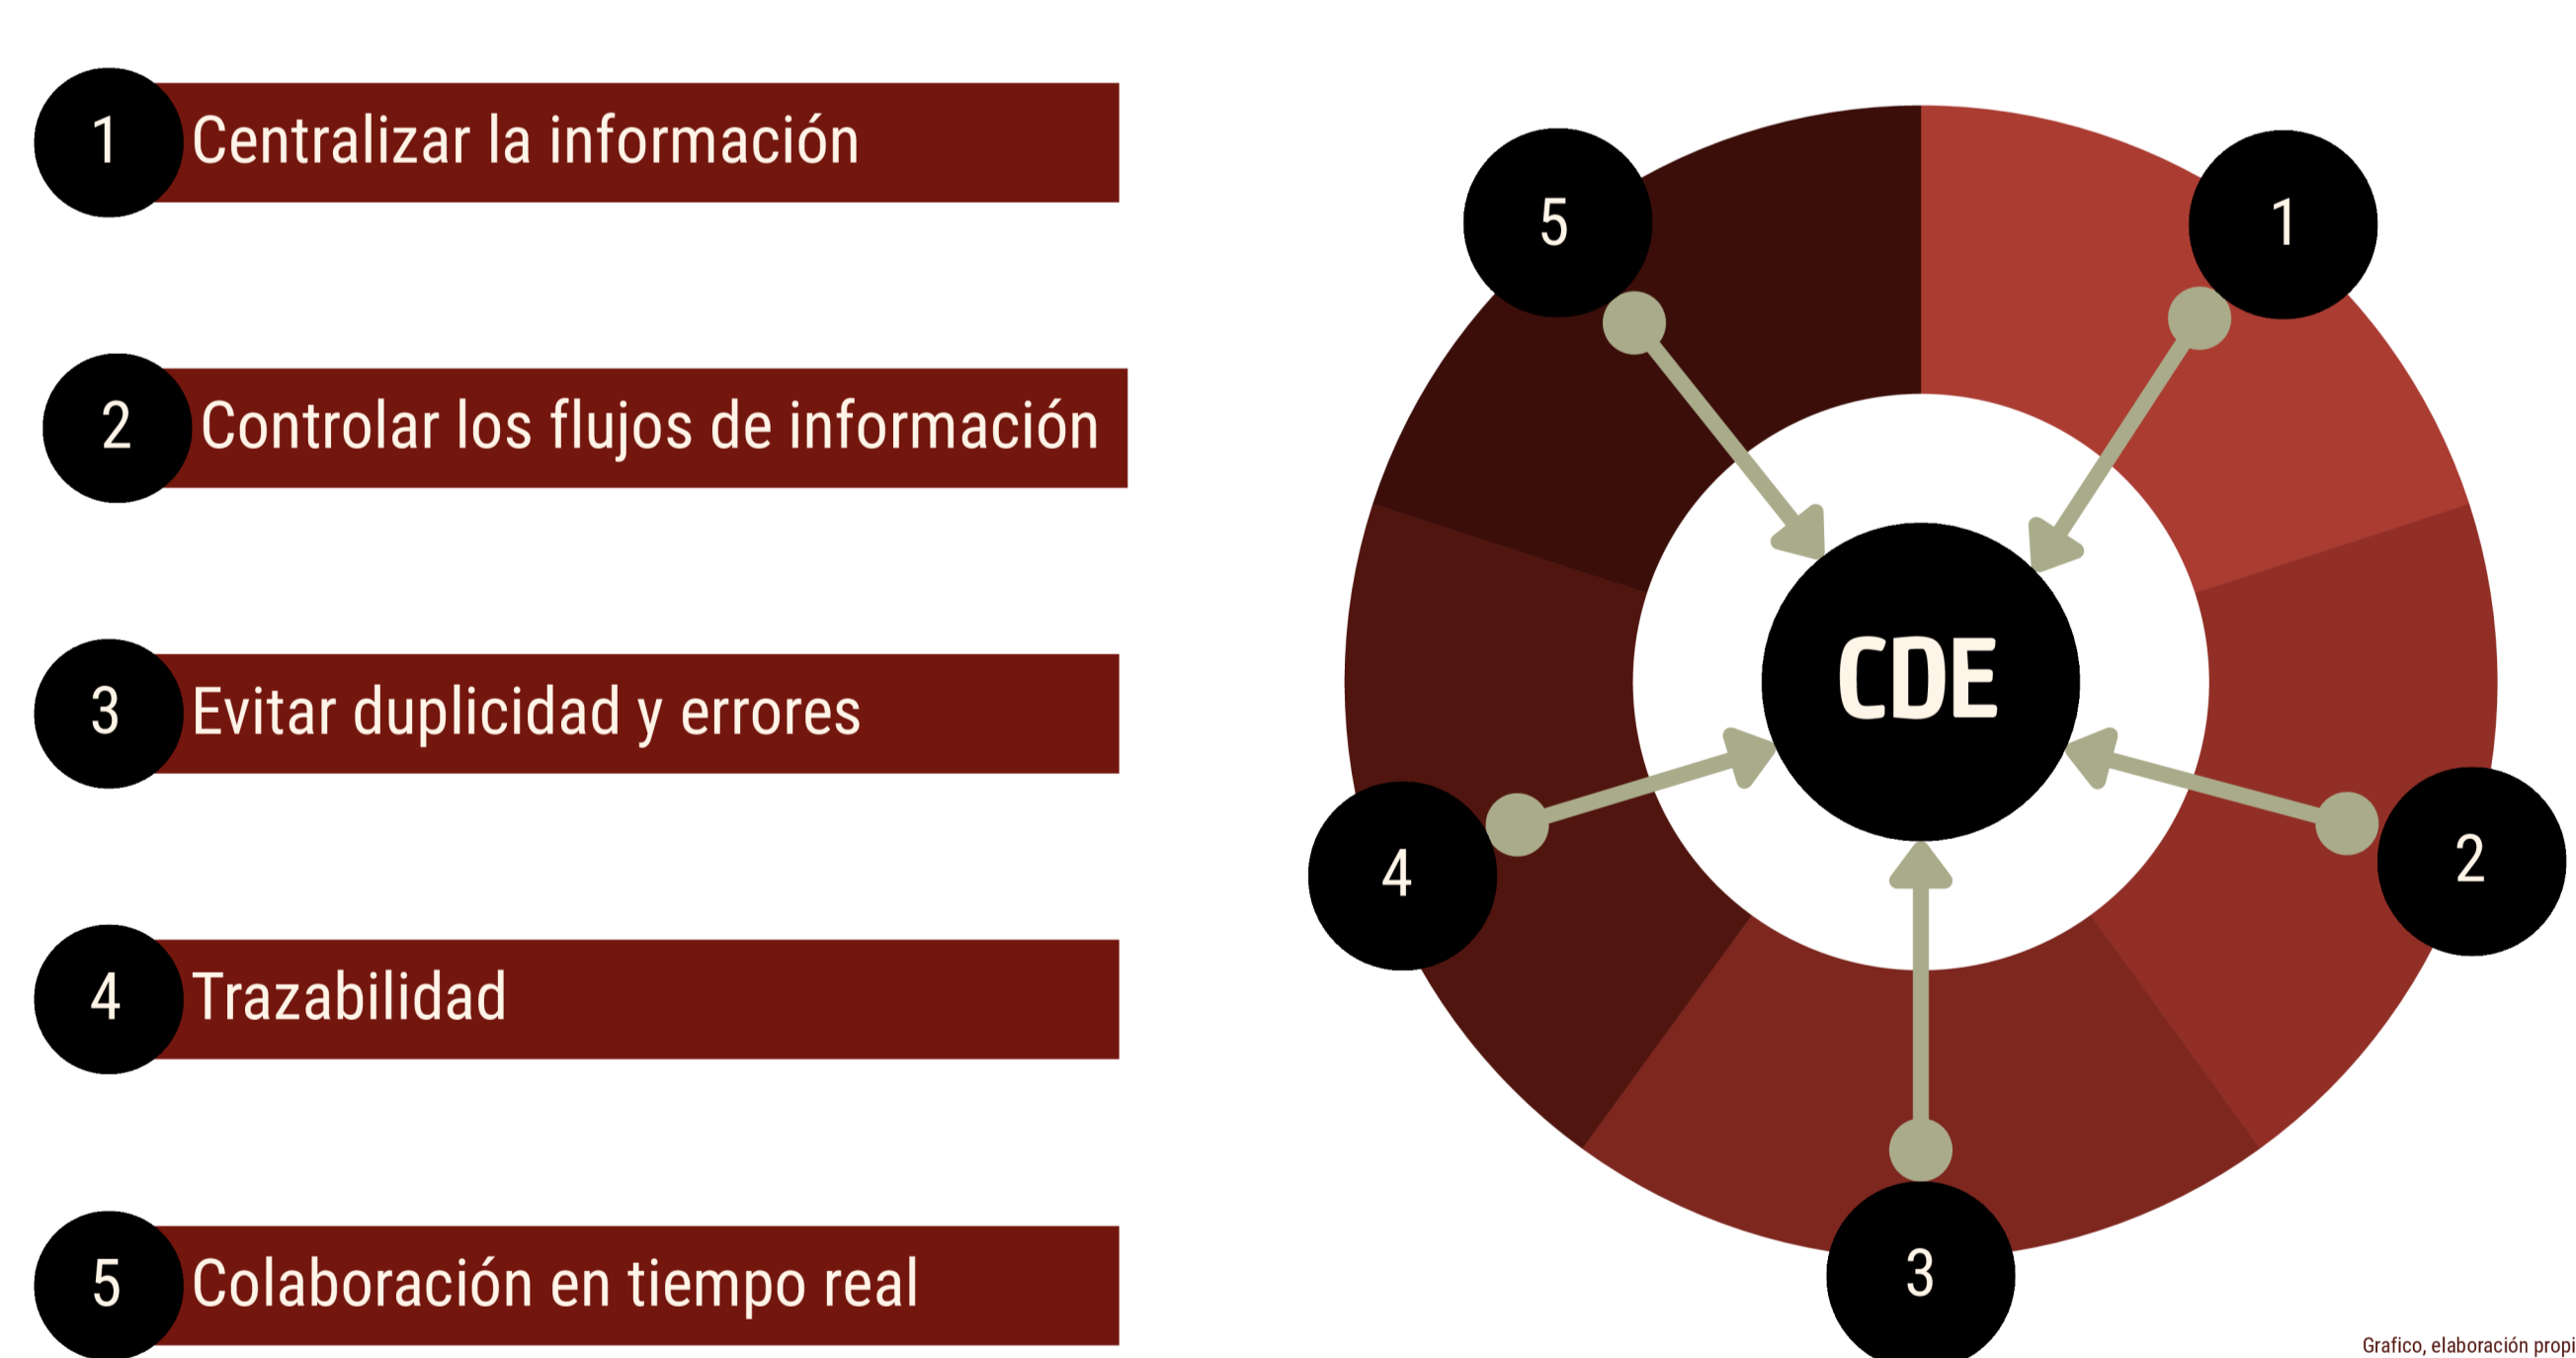 1 Centralizar la información
2 Controlar los flujos de información
3 Evitar duplicidad y errores
4 Trazabilidad
5 Colaboración en tiempo real
5
1
CDE
4
2
3
Grafico, elaboración propi